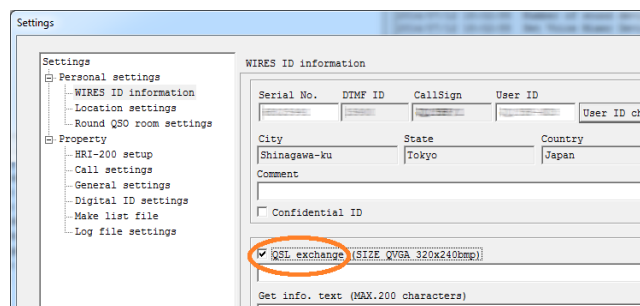 Settings
Settings
Personal settings
WIRES ID information
Location settings
Round QSO room settings
Property
HRI-200 setup
Call settings
General settings
Digital ID settings
Make list file
Log file settings
WIRES ID information
Serial No. DTMF ID CallSign User ID
User ID
City State Country
Shinagawa-ku Tokyo Japan
Comment
Confidential ID
QSL exchange (SIZE QVGA 320x240bmp)
Get info. text (MAX.200 characters)